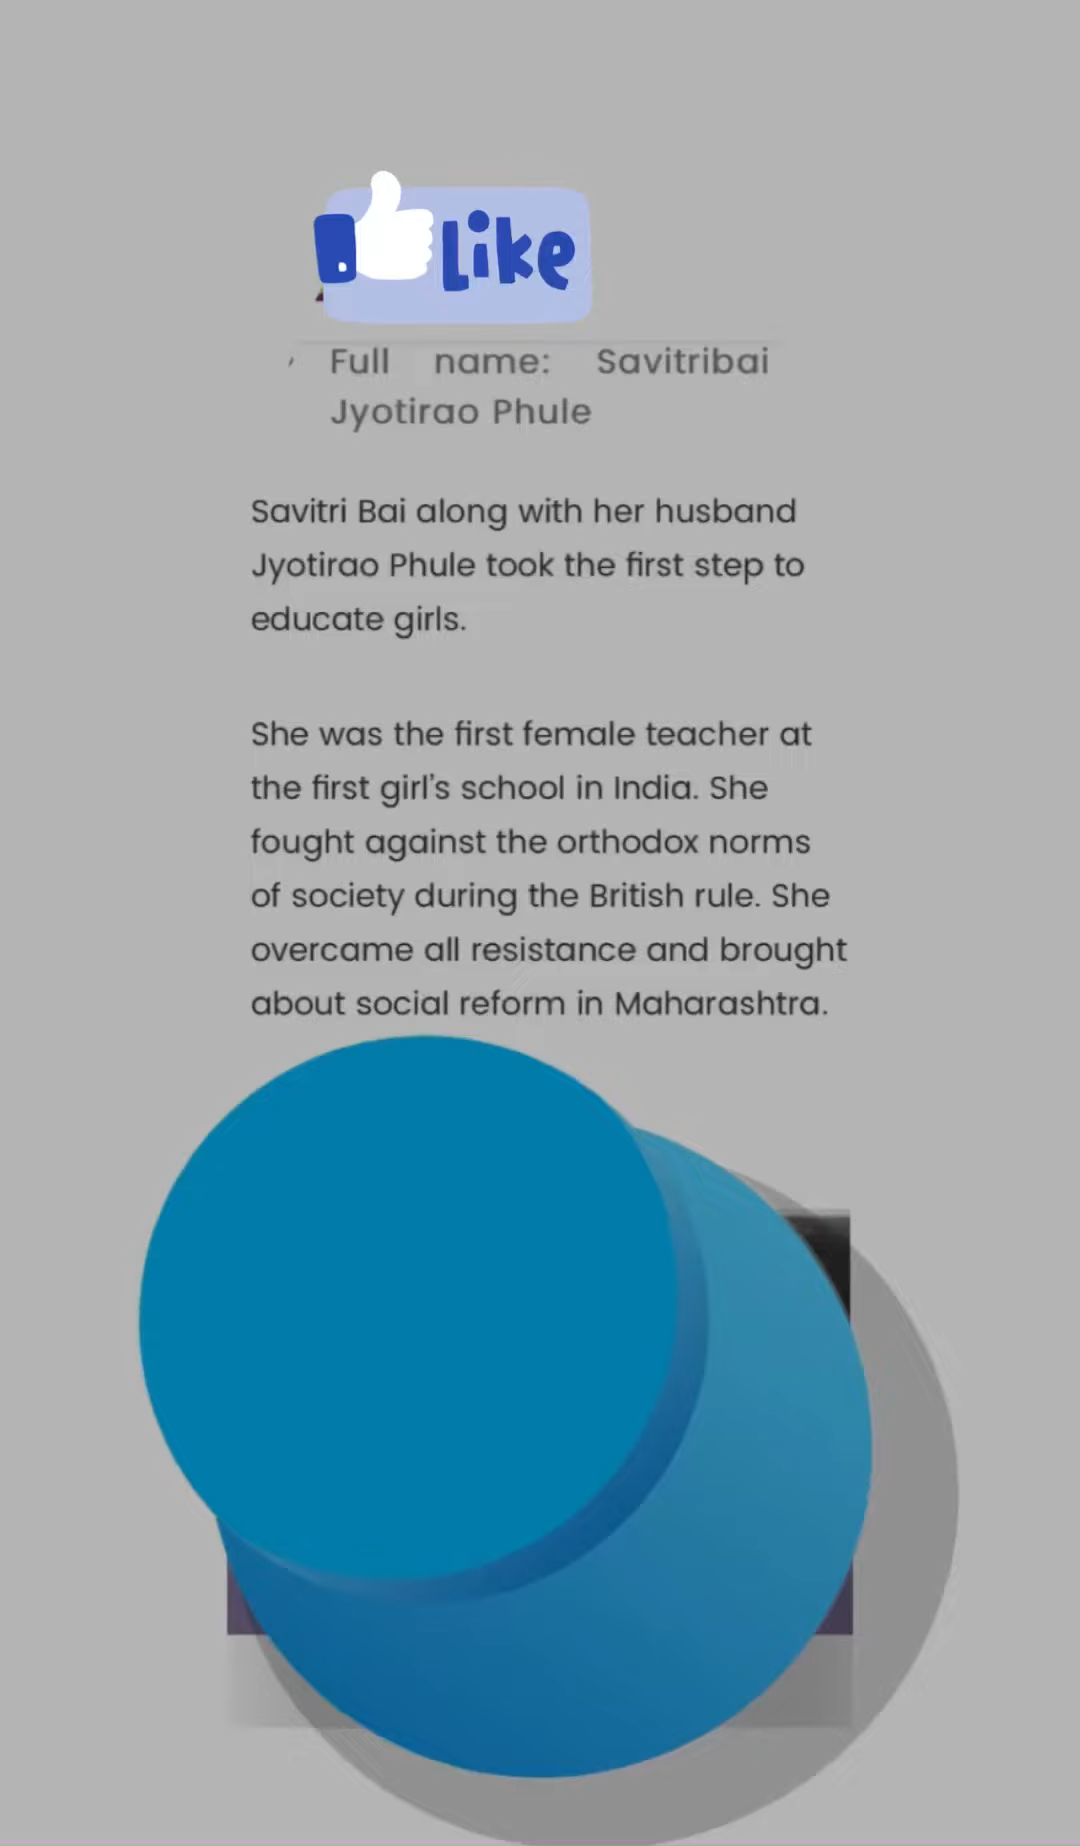 Like
Full name: Savitribai
Jyotirao Phule
Savitri Bai along with her husband
Jyotirao Phule took the first step to
educate girls.
She was the first female teacher at
the first girl's school in India. She
fought against the orthodox norms
of society during the British rule. She
overcame all resistance and brought
about social reform in Maharashtra.